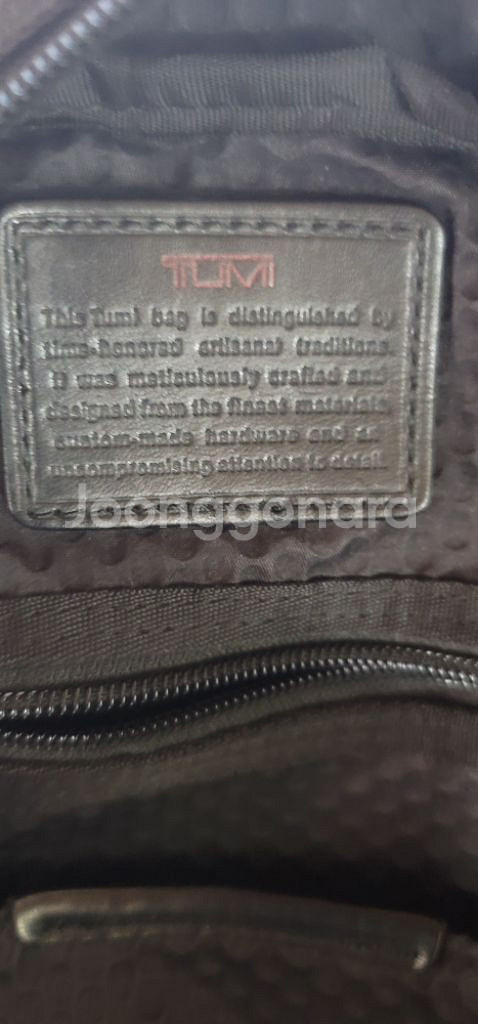 TUMI
This Tumi bag is distinguished by
time-honored artisanal traditions.
It was meticulously crafted and
designed from the finest materials
custom-made hardware and an
uncompromising attention to detail.
Joonggonara